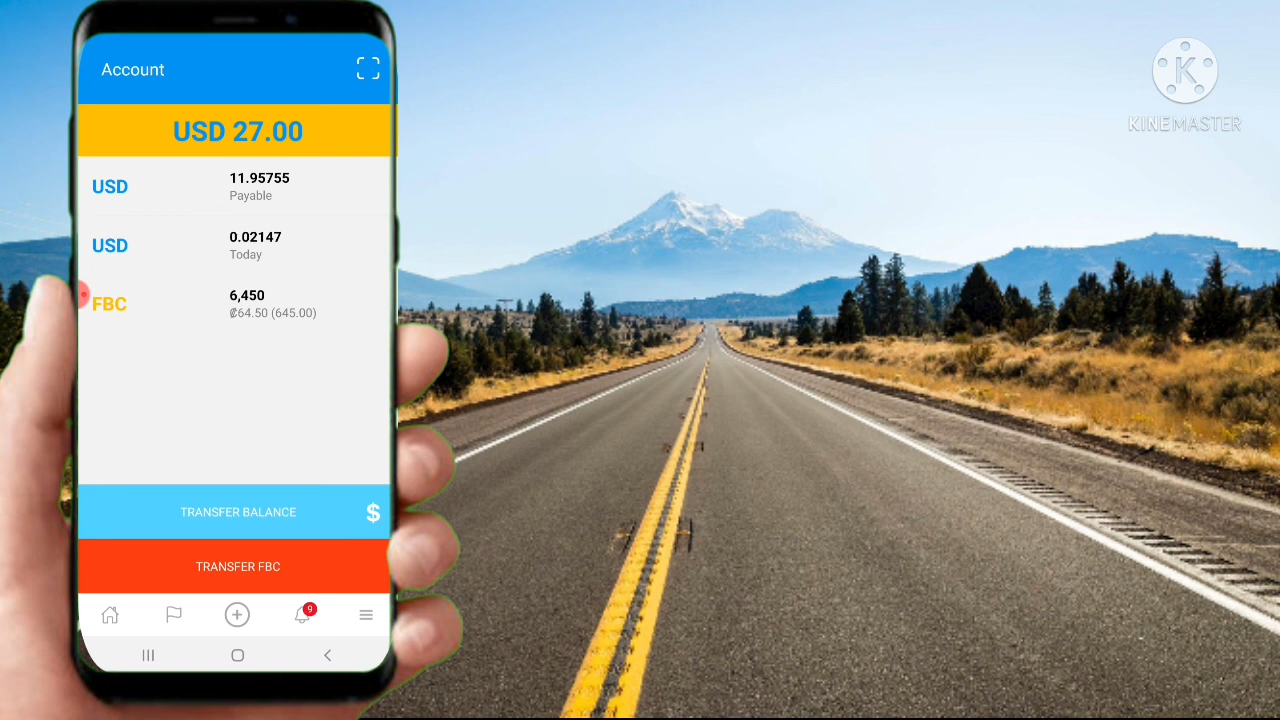 Account
USD 27.00
USD
11.95755
Payable
USD
0.02147
Today
FBC
6,450
₡64.50 (645.00)
TRANSFER BALANCE $
TRANSFER FBC
9
K
KINEMASTER